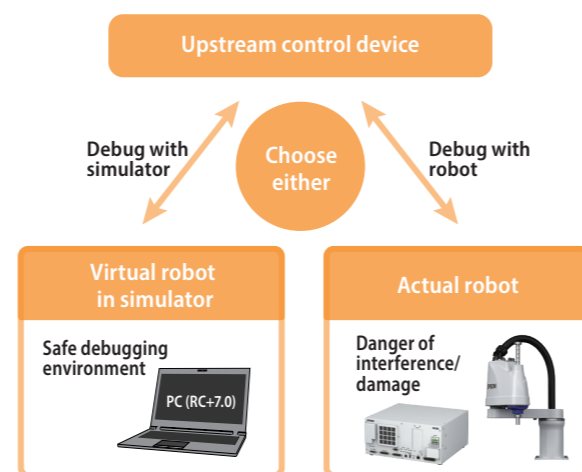 Upstream control device
Debug with
simulator
Choose
either
Debug with
robot
Virtual robot
in simulator
Actual robot
Safe debugging
environment
PC (RC+7.0)
Danger of
interference/
damage